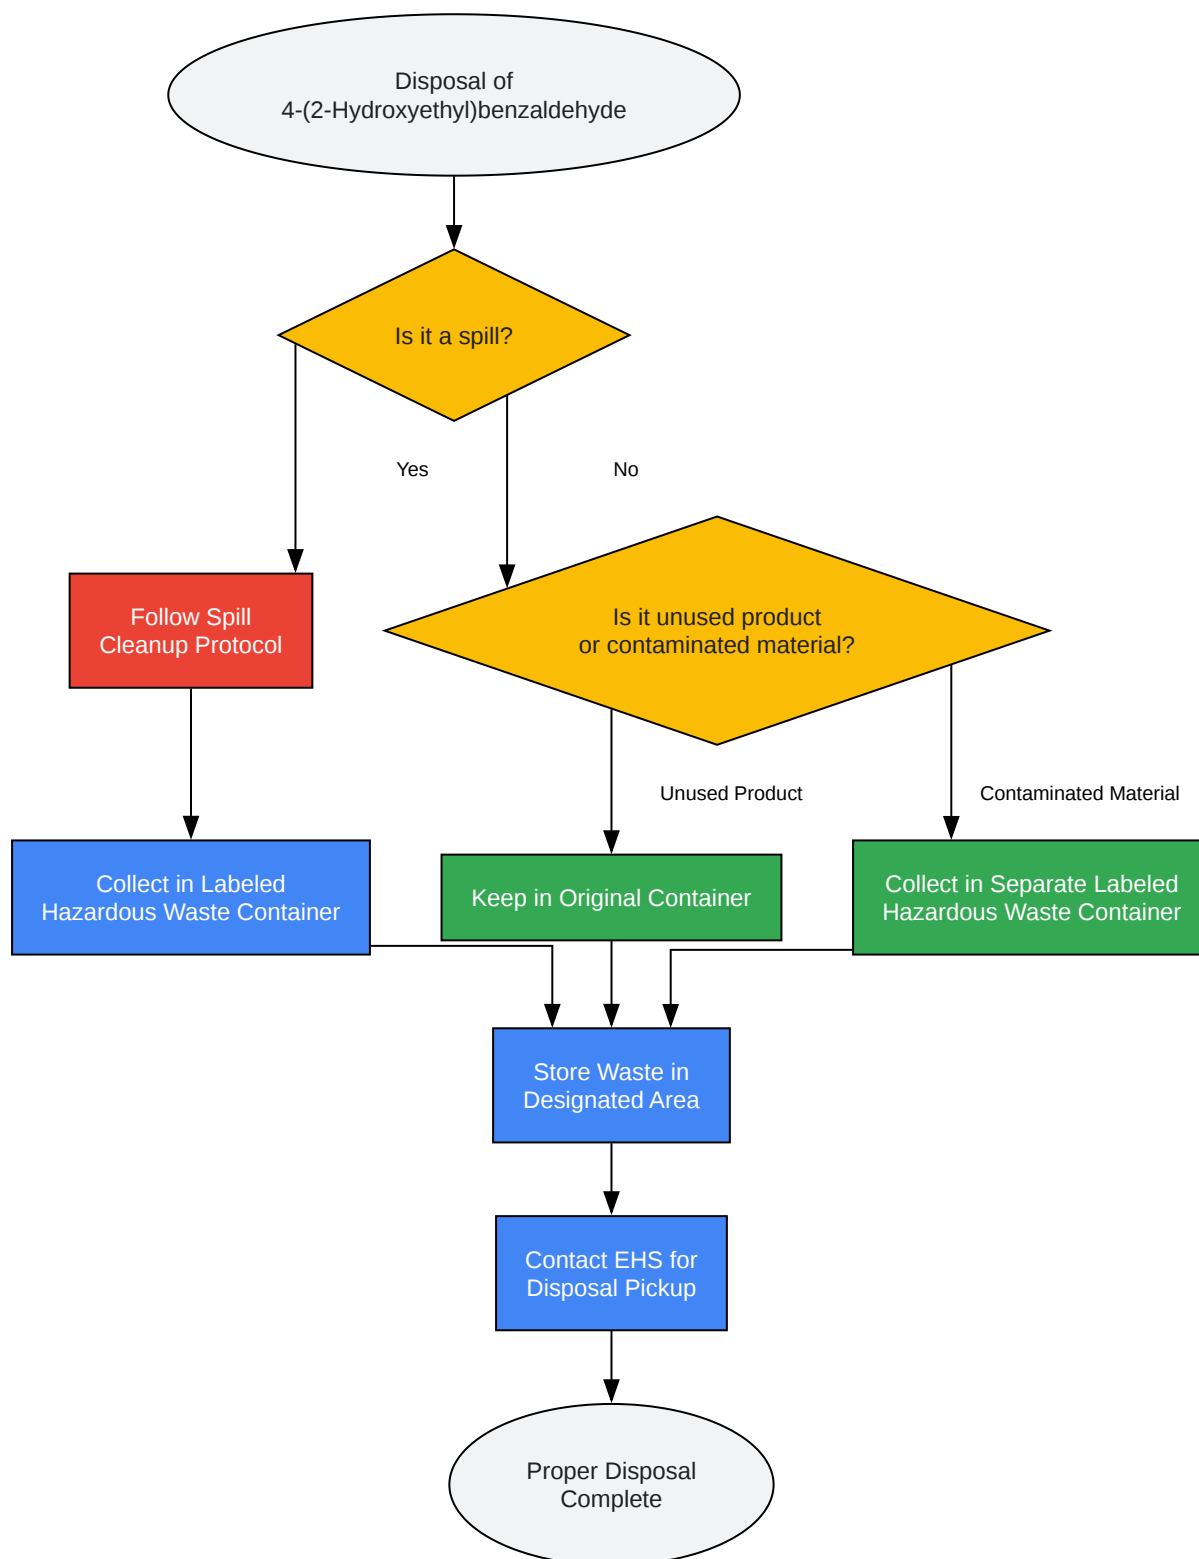 Disposal of
4-(2-Hydroxyethyl)benzaldehyde
Is it a spill?
Yes
No
Follow Spill
Cleanup Protocol
Is it unused product
or contaminated material?
Unused Product
Contaminated Material
Collect in Labeled
Hazardous Waste Container
Keep in Original Container
Collect in Separate Labeled
Hazardous Waste Container
Store Waste in
Designated Area
Contact EHS for
Disposal Pickup
Proper Disposal
Complete